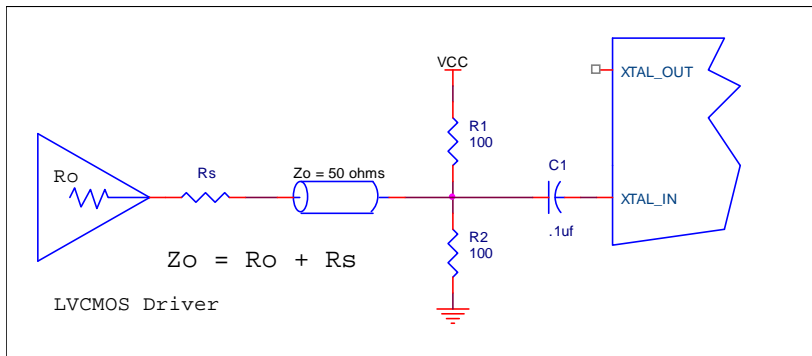 VCC
XTAL_OUT
R1
100
Ro
Rs
Zo = 50 ohms
C1
XTAL_IN
.1uf
R2
100
Zo = Ro + Rs
LVCMOS Driver